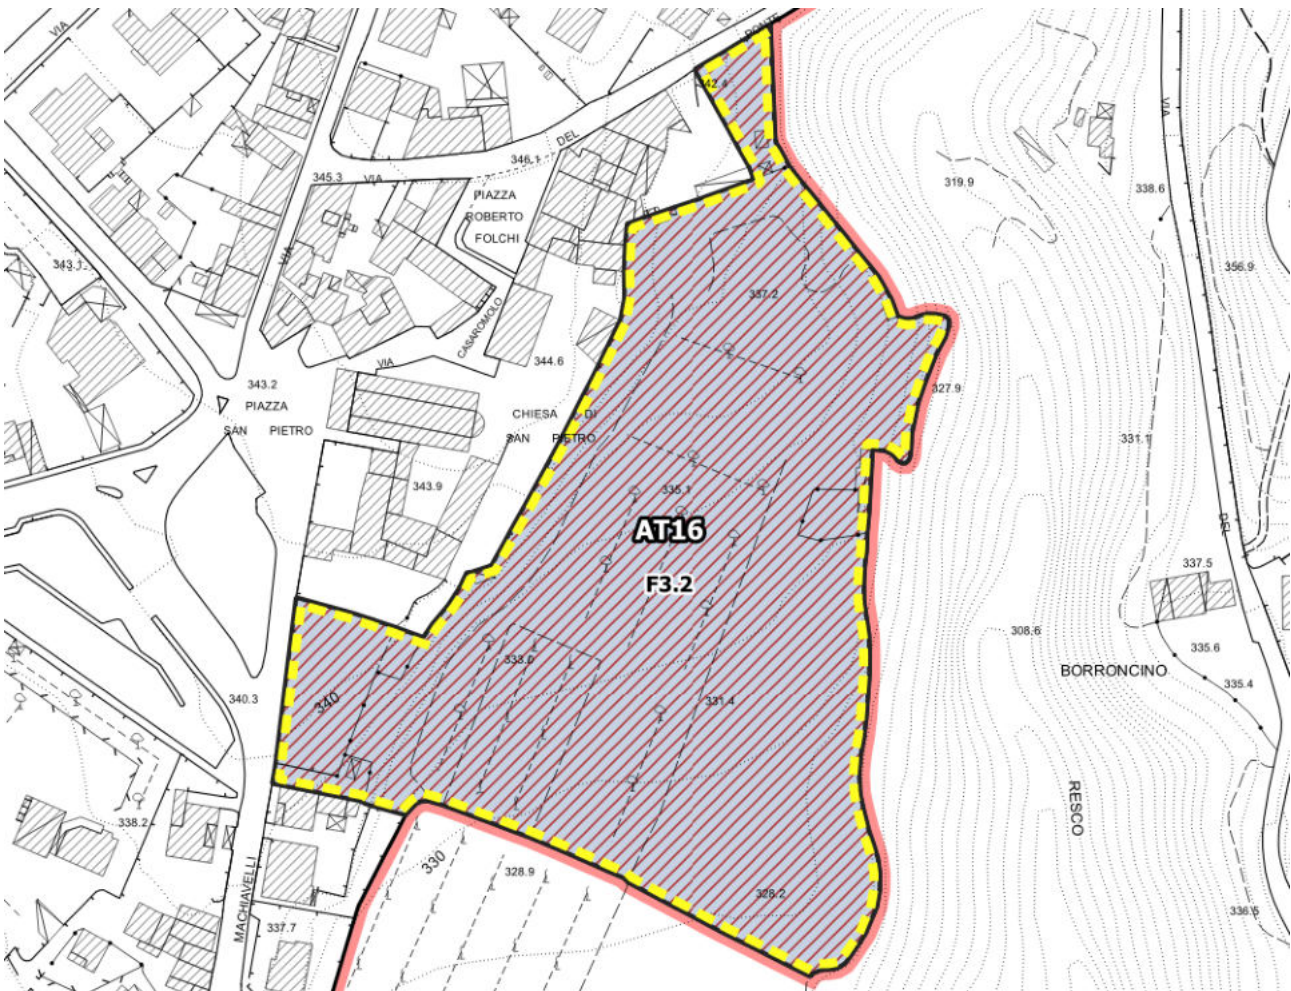 VIA
PONTE
342.4
DEL
346.1
345.3
VIA
PIAZZA
ROBERTO
FOLCHI
VIA
343.1
VIA
319.9
338.6
356.9
337.2
CASAROMOLO
VIA
344.6
327.9
343.2
PIAZZA
SAN PIETRO
CHIESA DI
SAN PIETRO
331.1
343.9
335.1
AT16
F3.2
DEL
337.5
308.6
335.6
BORRONCINO
335.4
333.0
340
340.3
331.4
RESCO
338.2
330
328.9
328.2
MACHIAVELLI
337.7
336.5